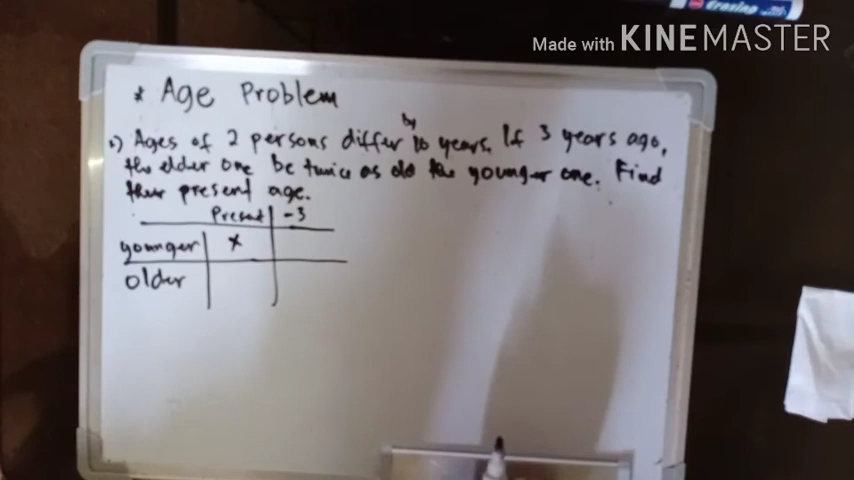 Erasing
Made with KINEMASTER
* Age Problem
1.) Ages of 2 persons differ by 10 years. If 3 years ago,
the elder one be twice as old the younger one. Find
their present age.
Present -3
younger x
older